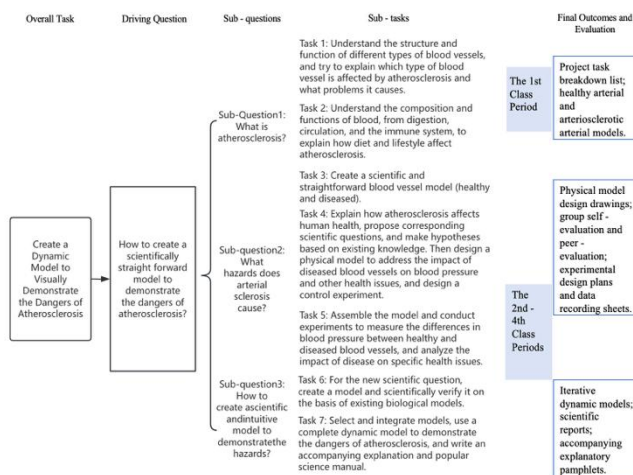 Overall Task
Driving Question
Sub - questions
Sub - tasks
Final Outcomes and
Evaluation
Create a
Dynamic
Model to
Visually
Demonstrate
the Dangers of
Atherosclerosis
How to create a
scientifically
straight forward
model to
demonstrate
the dangers of
atherosclerosis?
Sub-Question1:
What is
atherosclerosis?
Sub-question2:
What
hazards does
arterial
sclerosis
cause?
Sub-question3:
How to
create ascientific
andintuitive
model to
demonstratethe
hazards?
Task 1: Understand the structure and
function of different types of blood vessels,
and try to explain which type of blood
vessel is affected by atherosclerosis and
what problems it causes.
Task 2: Understand the composition and
functions of blood, from digestion,
circulation, and the immune system, to
explain how diet and lifestyle affect
atherosclerosis.
Task 3: Create a scientific and
straightforward blood vessel model (healthy
and diseased).
Task 4: Explain how atherosclerosis affects
human health, propose corresponding
scientific questions, and make hypotheses
based on existing knowledge. Then design a
physical model to address the impact of
diseased blood vessels on blood pressure
and other health issues, and design a
control experiment.
Task 5: Assemble the model and conduct
experiments to measure the differences in
blood pressure between healthy and
diseased blood vessels, and analyze the
impact of disease on specific health issues.
Task 6: For the new scientific question,
create a model and scientifically verify it on
the basis of existing biological models.
Task 7: Select and integrate models, use a
complete dynamic model to demonstrate
the dangers of atherosclerosis, and write an
accompanying explanation and popular
science manual.
The 1st
Class
Period
The
2nd -
4th
Class
Periods
Project task
breakdown list;
healthy arterial
and
arteriosclerotic
arterial models.
Physical model
design drawings;
group self -
evaluation and
peer -
evaluation;
experimental
design plans and
data
recording sheets.
Iterative
dynamic models;
scientific
reports;
accompanying
explanatory
pamphlets.